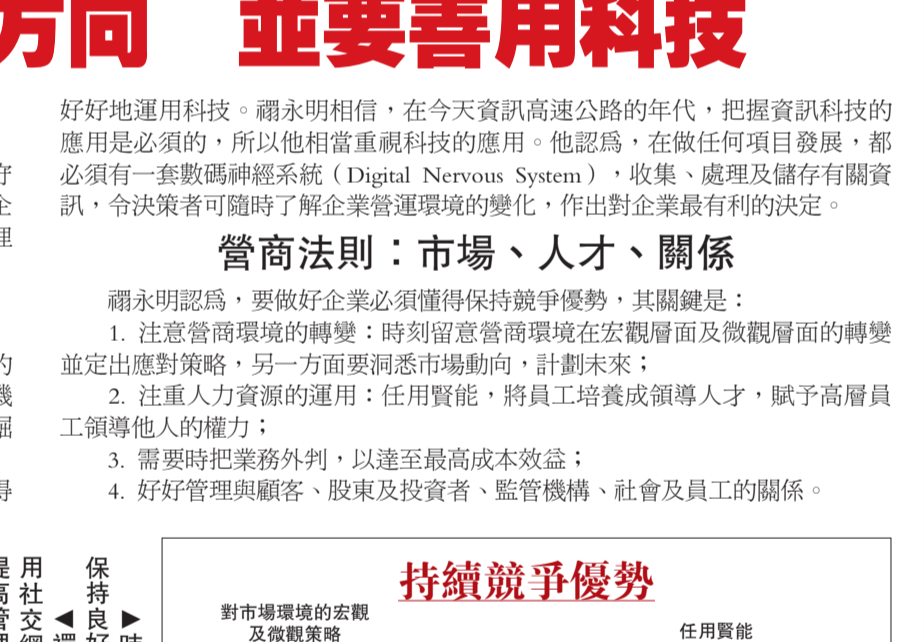 方向 並要善用科技
好好地運用科技。禤永明相信，在今天資訊高速公路的年代，把握資訊科技的
應用是必須的，所以他相當重視科技的應用。他認為，在做任何項目發展，都
必須有一套數碼神經系統（Digital Nervous System），收集、處理及儲存有關資
訊，令決策者可隨時了解企業營運環境的變化，作出對企業最有利的決定。
營商法則：市場、人才、關係
禤永明認為，要做好企業必須懂得保持競爭優勢，其關鍵是：
1. 注意營商環境的轉變：時刻留意營商環境在宏觀層面及微觀層面的轉變
並定出應對策略，另一方面要洞悉市場動向，計劃未來；
2. 注重人力資源的運用：任用賢能，將員工培養成領導人才，賦予高層員
工領導他人的權力；
3. 需要時把業務外判，以達至最高成本效益；
4. 好好管理與顧客、股東及投資者、監管機構、社會及員工的關係。
持續競爭優勢
對市場環境的宏觀
及微觀策略
任用賢能
保持良好
用社交網
提高管理